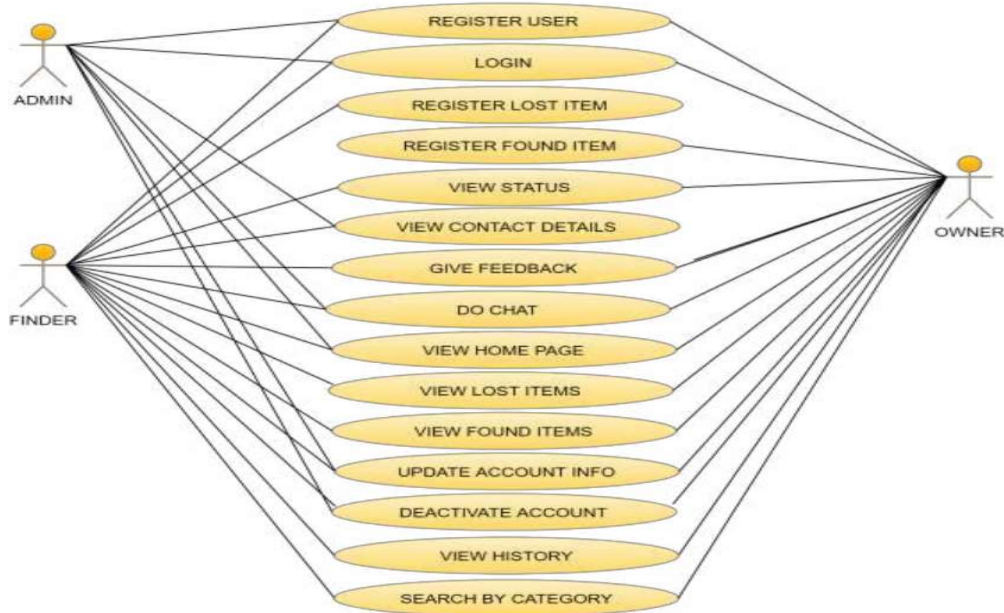 REGISTER USER
LOGIN
ADMIN
REGISTER LOST ITEM
REGISTER FOUND ITEM
VIEW STATUS
VIEW CONTACT DETAILS
OWNER
GIVE FEEDBACK
FINDER
DO CHAT
VIEW HOME PAGE
VIEW LOST ITEMS
VIEW FOUND ITEMS
UPDATE ACCOUNT INFO
DEACTIVATE ACCOUNT
VIEW HISTORY
SEARCH BY CATEGORY